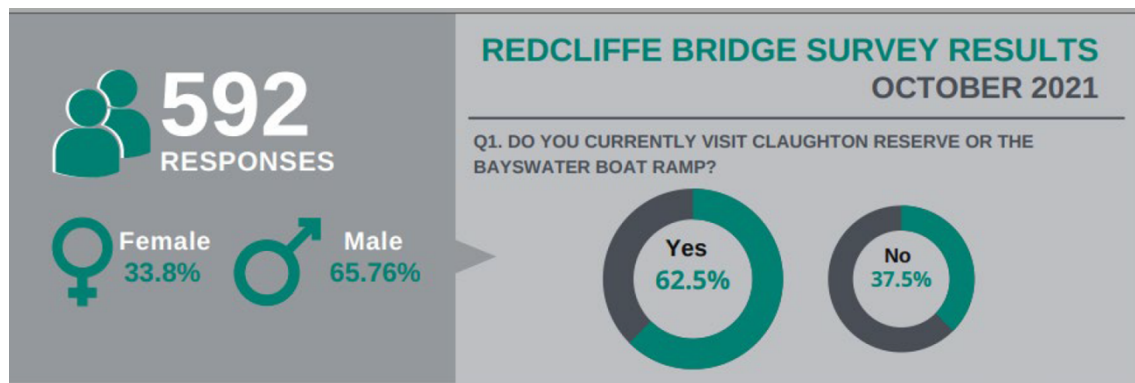 592
RESPONSES
Female
33.8%
Male
65.76%
REDCLIFFE BRIDGE SURVEY RESULTS
OCTOBER 2021
Q1. DO YOU CURRENTLY VISIT CLAUGHTON RESERVE OR THE
BAYSWATER BOAT RAMP?
Yes
62.5%
No
37.5%